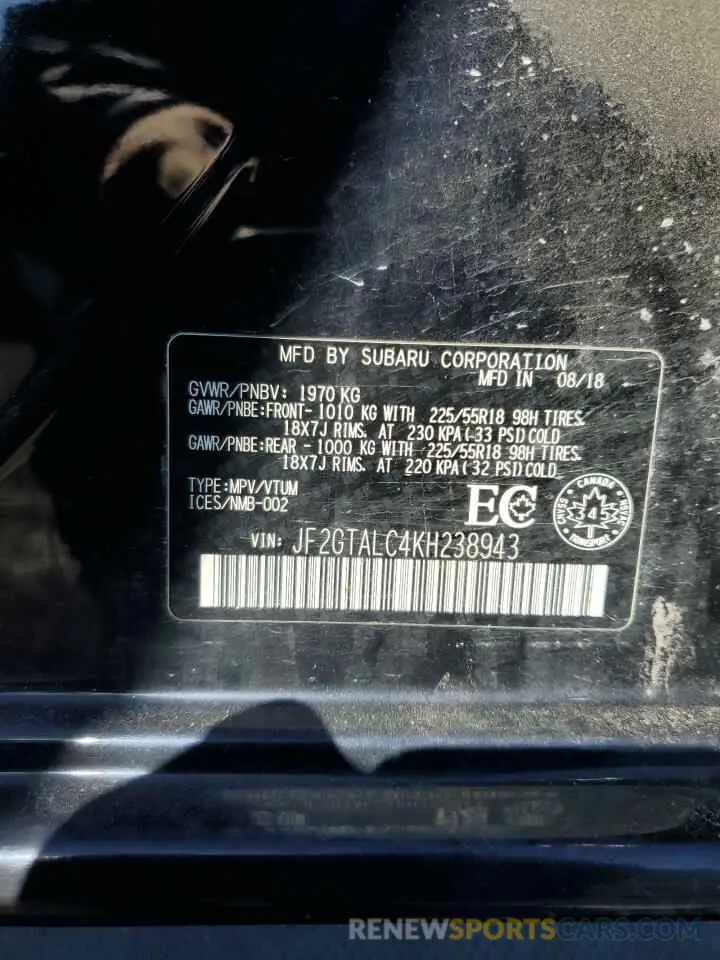 MFD BY SUBARU CORPORATION
MFD IN 08/18
GVWR/PNBV: 1970 KG
GAWR/PNBE:FRONT- 1010 KG WITH 225/55R18 98H TIRES.
18X7J RIMS. AT 230 KPA(33 PSI)COLD
GAWR/PNBE:REAR - 1000 KG WITH 225/55R18 98H TIRES.
18X7J RIMS. AT 220 KPA(32 PSI)COLD
TYPE:MPV/VTUM
ICES/NMB-002
EC
CANADA
345
TRANSPORT
VIN: JF2GTALC4KH238943
RENEWSPORTSCARS.COM